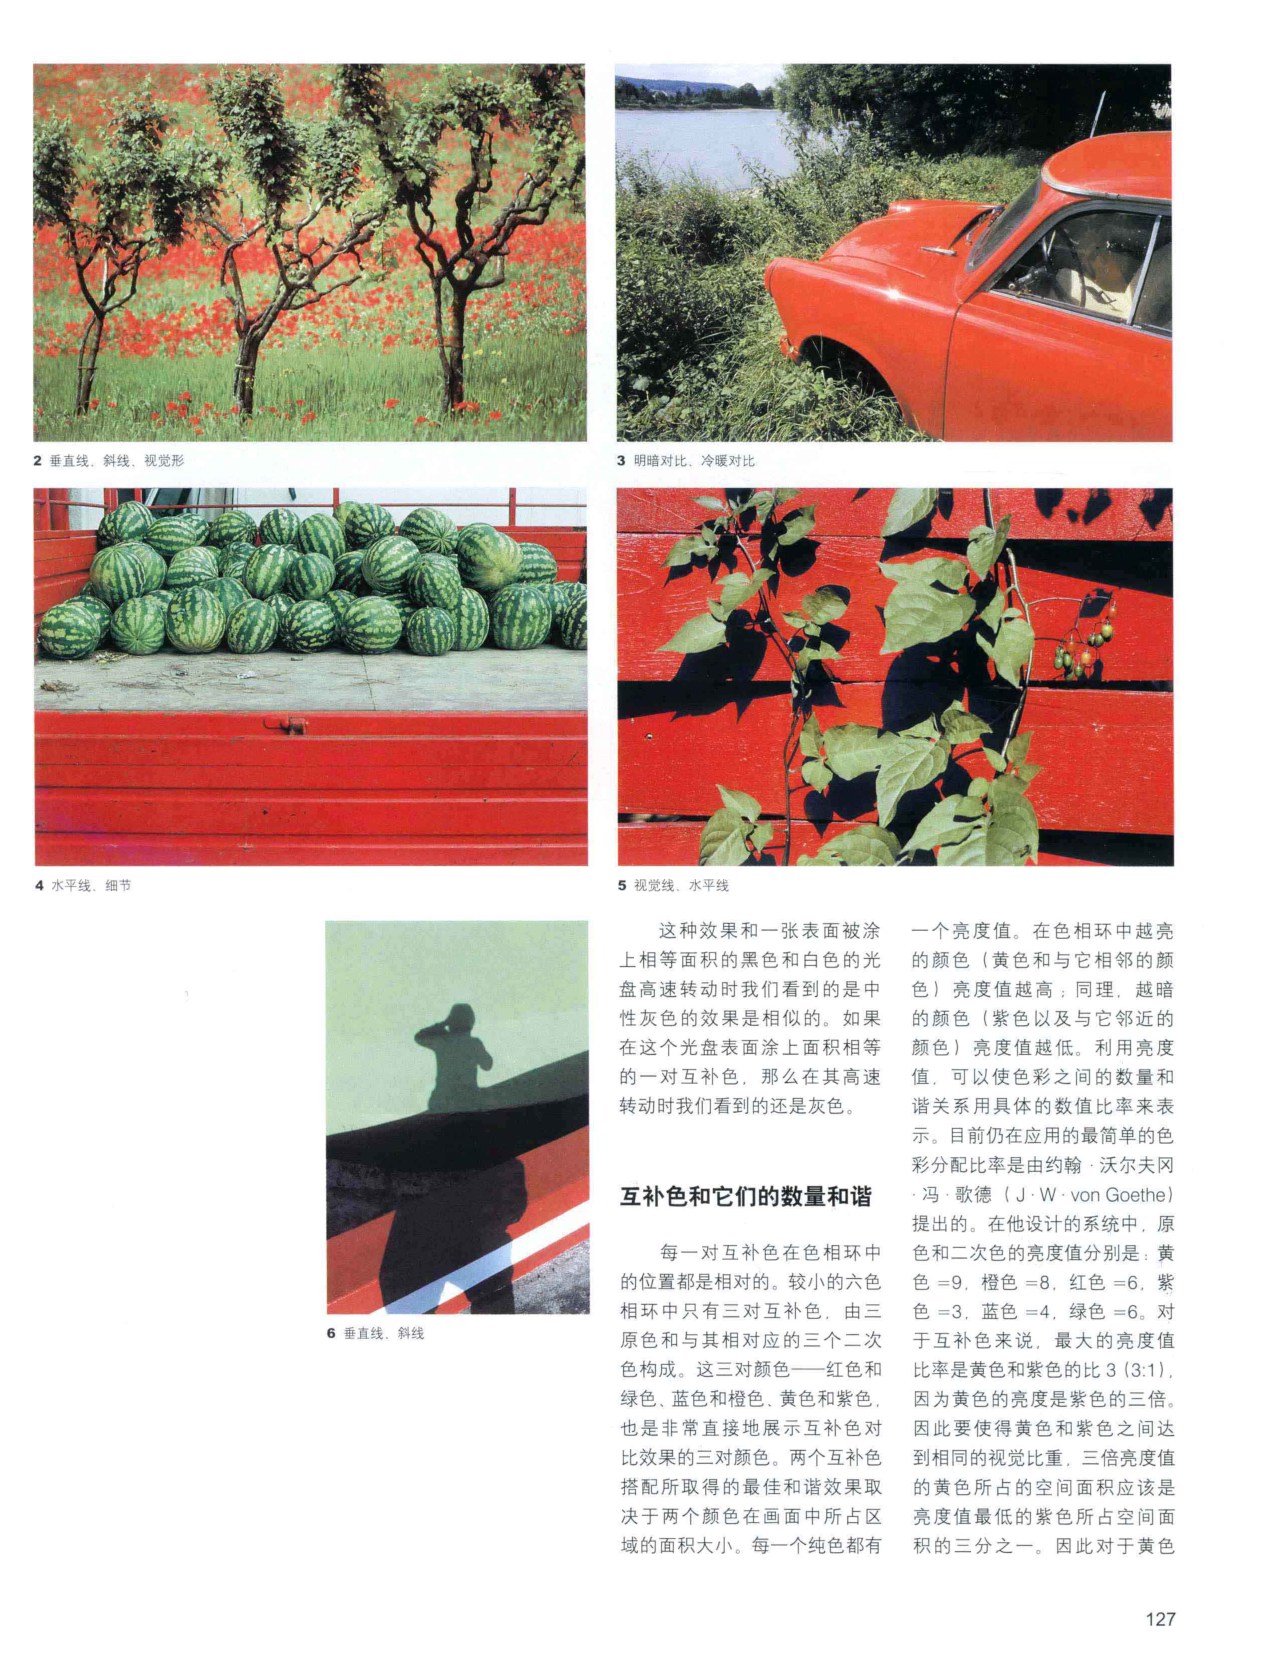 2 垂直线、斜线、视觉形
3 明暗对比、冷暖对比
4 水平线、细节
5 视觉线、水平线
6 垂直线、斜线
这种效果和一张表面被涂
上相等面积的黑色和白色的光
盘高速转动时我们看到的是中
性灰色的效果是相似的。如果
在这个光盘表面涂上面积相等
的一对互补色，那么在其高速
转动时我们看到的还是灰色。
互补色和它们的数量和谐
每一对互补色在色相环中
的位置都是相对的。较小的六色
相环中只有三对互补色，由三
原色和与其相对应的三个二次
色构成。这三对颜色——红色和
绿色、蓝色和橙色、黄色和紫色，
也是非常直接地展示互补色对
比效果的三对颜色。两个互补色
搭配所取得的最佳和谐效果取
决于两个颜色在画面中所占区
域的面积大小。每一个纯色都有
一个亮度值。在色相环中越亮
的颜色（黄色和与它相邻的颜
色）亮度值越高；同理，越暗
的颜色（紫色以及与它邻近的
颜色）亮度值越低。利用亮度
值，可以使色彩之间的数量和
谐关系用具体的数值比率来表
示。目前仍在应用的最简单的色
彩分配比率是由约翰·沃尔夫冈
·冯·歌德（J·W·von Goethe）
提出的。在他设计的系统中，原
色和二次色的亮度值分别是：黄
色 =9，橙色 =8，红色 =6，紫
色 =3，蓝色 =4，绿色 =6。对
于互补色来说，最大的亮度值
比率是黄色和紫色的比 3 (3:1)，
因为黄色的亮度是紫色的三倍。
因此要使得黄色和紫色之间达
到相同的视觉比重，三倍亮度值
的黄色所占的空间面积应该是
亮度值最低的紫色所占空间面
积的三分之一。因此对于黄色
127